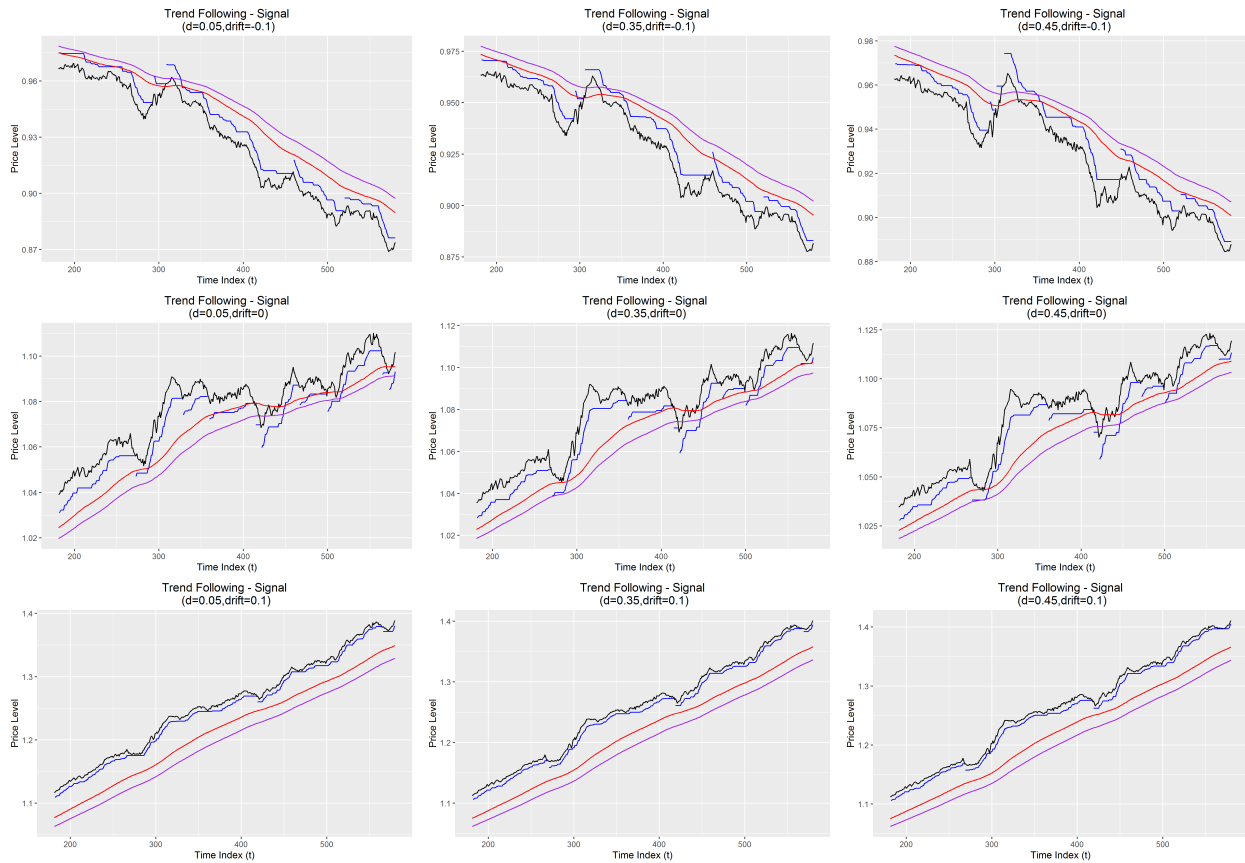 Trend Following - Signal
(d=0.05,drift=-0.1)
Price Level
0.96
0.93
0.90
0.87
200
300
400
500
Time Index (t)
Trend Following - Signal
(d=0.35,drift=-0.1)
Price Level
0.975
0.950
0.925
0.900
0.875
200
300
400
500
Time Index (t)
Trend Following - Signal
(d=0.45,drift=-0.1)
Price Level
0.98
0.96
0.94
0.92
0.90
0.88
200
300
400
500
Time Index (t)
Trend Following - Signal
(d=0.05,drift=0)
Price Level
1.10
1.08
1.06
1.04
1.02
200
300
400
500
Time Index (t)
Trend Following - Signal
(d=0.35,drift=0)
Price Level
1.12
1.10
1.08
1.06
1.04
1.02
200
300
400
500
Time Index (t)
Trend Following - Signal
(d=0.45,drift=0)
Price Level
1.125
1.100
1.075
1.050
1.025
200
300
400
500
Time Index (t)
Trend Following - Signal
(d=0.05,drift=0.1)
Price Level
1.4
1.3
1.2
1.1
200
300
400
500
Time Index (t)
Trend Following - Signal
(d=0.35,drift=0.1)
Price Level
1.4
1.3
1.2
1.1
200
300
400
500
Time Index (t)
Trend Following - Signal
(d=0.45,drift=0.1)
Price Level
1.4
1.3
1.2
1.1
200
300
400
500
Time Index (t)